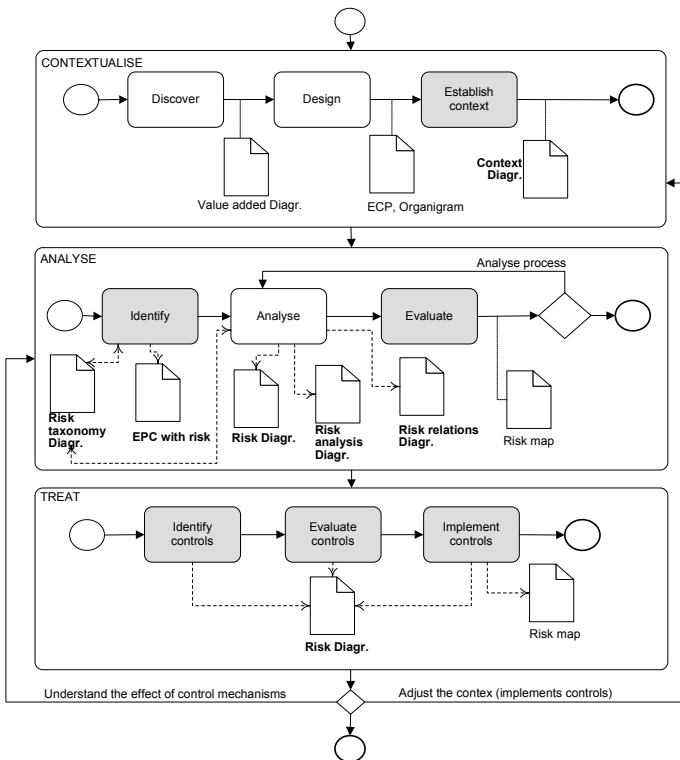 CONTEXTUALISE
Discover
Design
Establish
context
Value added Diagr.
ECP, Organigram
Context
Diagr.
ANALYSE
Analyse process
Identify
Analyse
Evaluate
Risk
taxonomy
Diagr.
EPC with risk
Risk Diagr.
Risk
analysis
Diagr.
Risk relations
Diagr.
Risk map
TREAT
Identify
controls
Evaluate
controls
Implement
controls
Risk Diagr.
Risk map
Understand the effect of control mechanisms
Adjust the contex (implements controls)